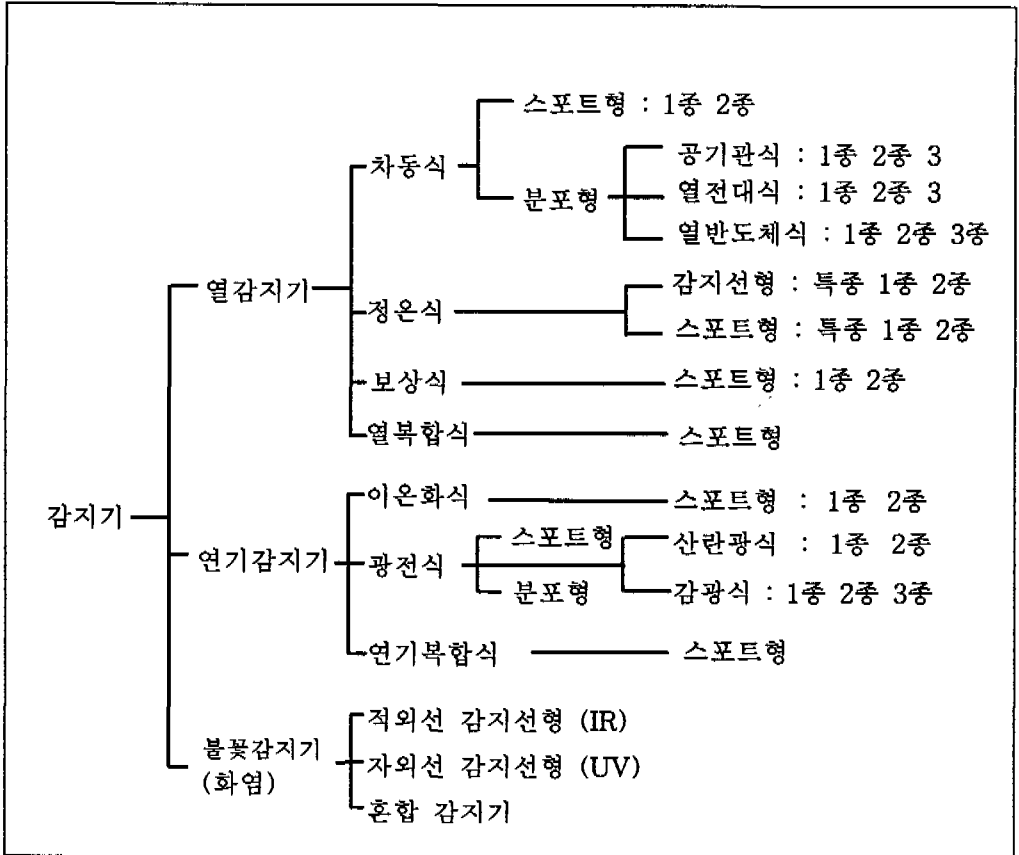 스포트형 : 1종 2종
공기관식 : 1종 2종 3
차동식
분포형
열전대식 : 1종 2종 3
열반도체식 : 1종 2종 3종
열감지기
감지선형 : 특종 1종 2종
정온식
스포트형 : 특종 1종 2종
보상식
스포트형 : 1종 2종
열복합식
스포트형
감지기
이온화식
스포트형 : 1종 2종
연기감지기
광전식
스포트형
분포형
산란광식 : 1종 2종
감광식 : 1종 2종 3종
연기복합식
스포트형
불꽃감지기
(화염)
적외선 감지선형 (IR)
자외선 감지선형 (UV)
혼합 감지기